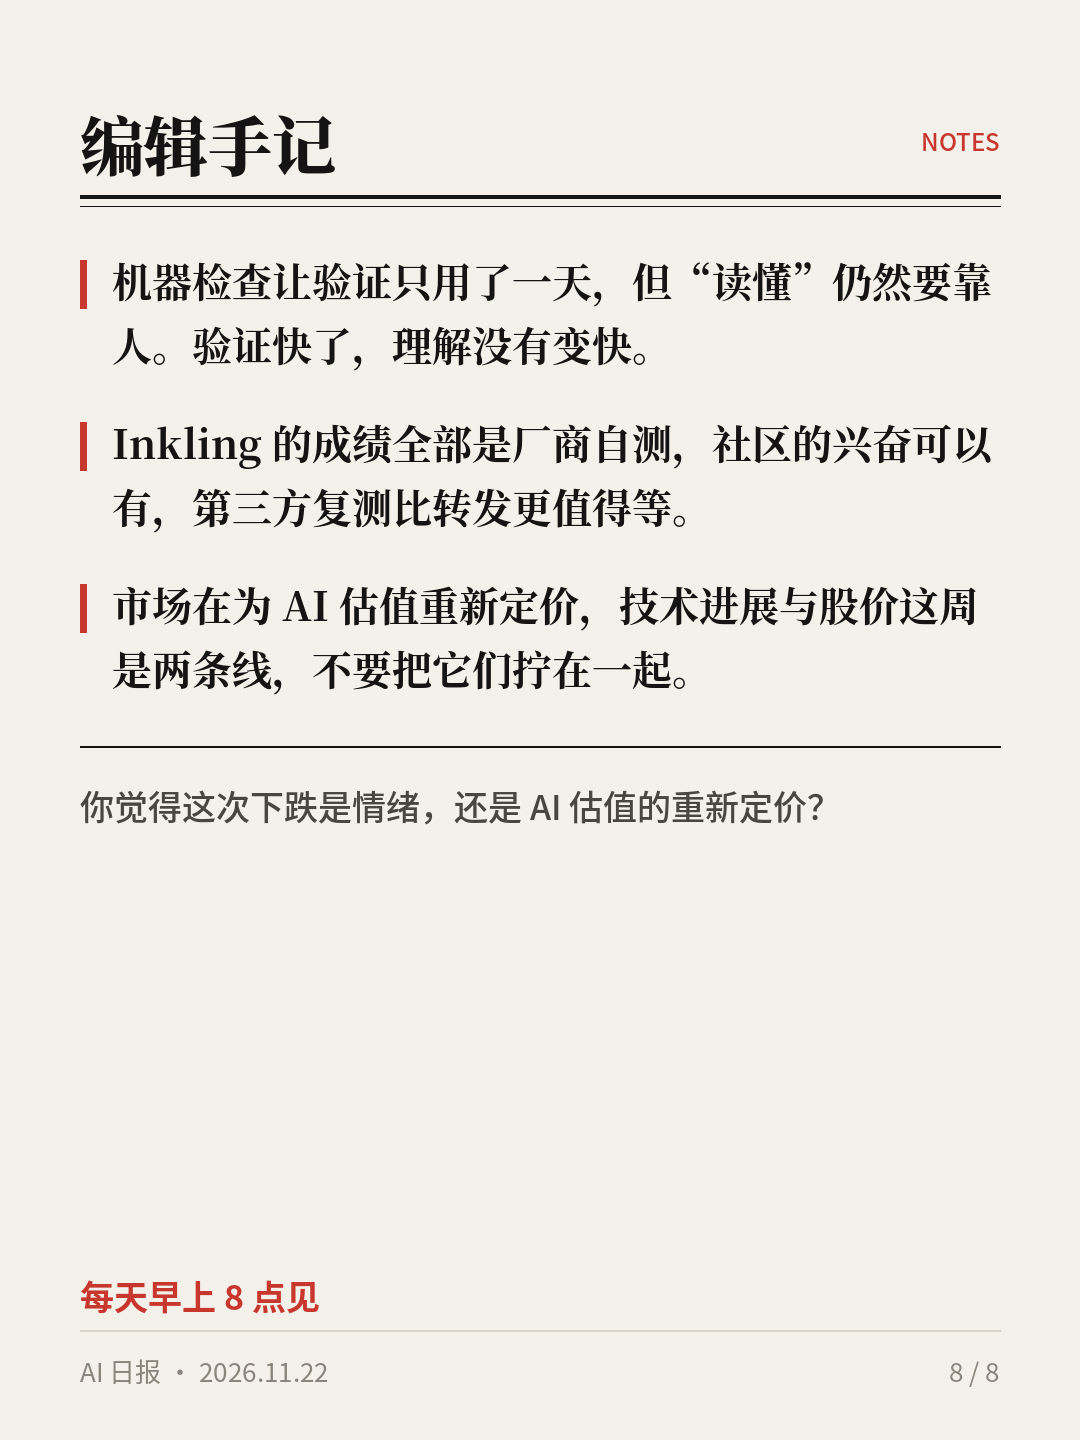 编辑手记
NOTES
机器检查让验证只用了一天，但“读懂”仍然要靠
人。验证快了，理解没有变快。
Inkling 的成绩全部是厂商自测，社区的兴奋可以
有，第三方复测比转发更值得等。
市场在为 AI 估值重新定价，技术进展与股价这周
是两条线，不要把它们拧在一起。
你觉得这次下跌是情绪，还是 AI 估值的重新定价？
每天早上 8 点见
AI 日报 · 2026.11.22
8 / 8